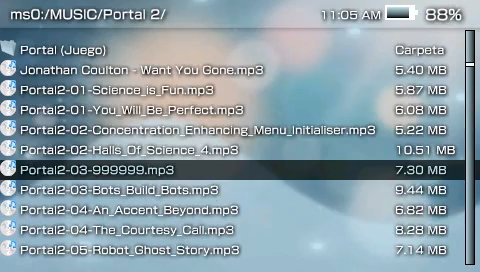 ms0:/MUSIC/Portal 2/ 11:05 AM 88%
Portal (Juego) Carpeta
Jonathan Coulton - Want You Gone.mp3 5.40 MB
Portal2-01-Science_is_Fun.mp3 5.87 MB
Portal2-01-You_Will_Be_Perfect.mp3 6.08 MB
Portal2-02-Concentration_Enhancing_Menu_Initialiser.mp3 5.22 MB
Portal2-02-Halls_Of_Science_4.mp3 10.51 MB
Portal2-03-999999.mp3 7.30 MB
Portal2-03-Bots_Build_Bots.mp3 9.44 MB
Portal2-04-An_Accent_Beyond.mp3 6.82 MB
Portal2-04-The_Courtesy_Call.mp3 8.28 MB
Portal2-05-Robot_Ghost_Story.mp3 7.14 MB